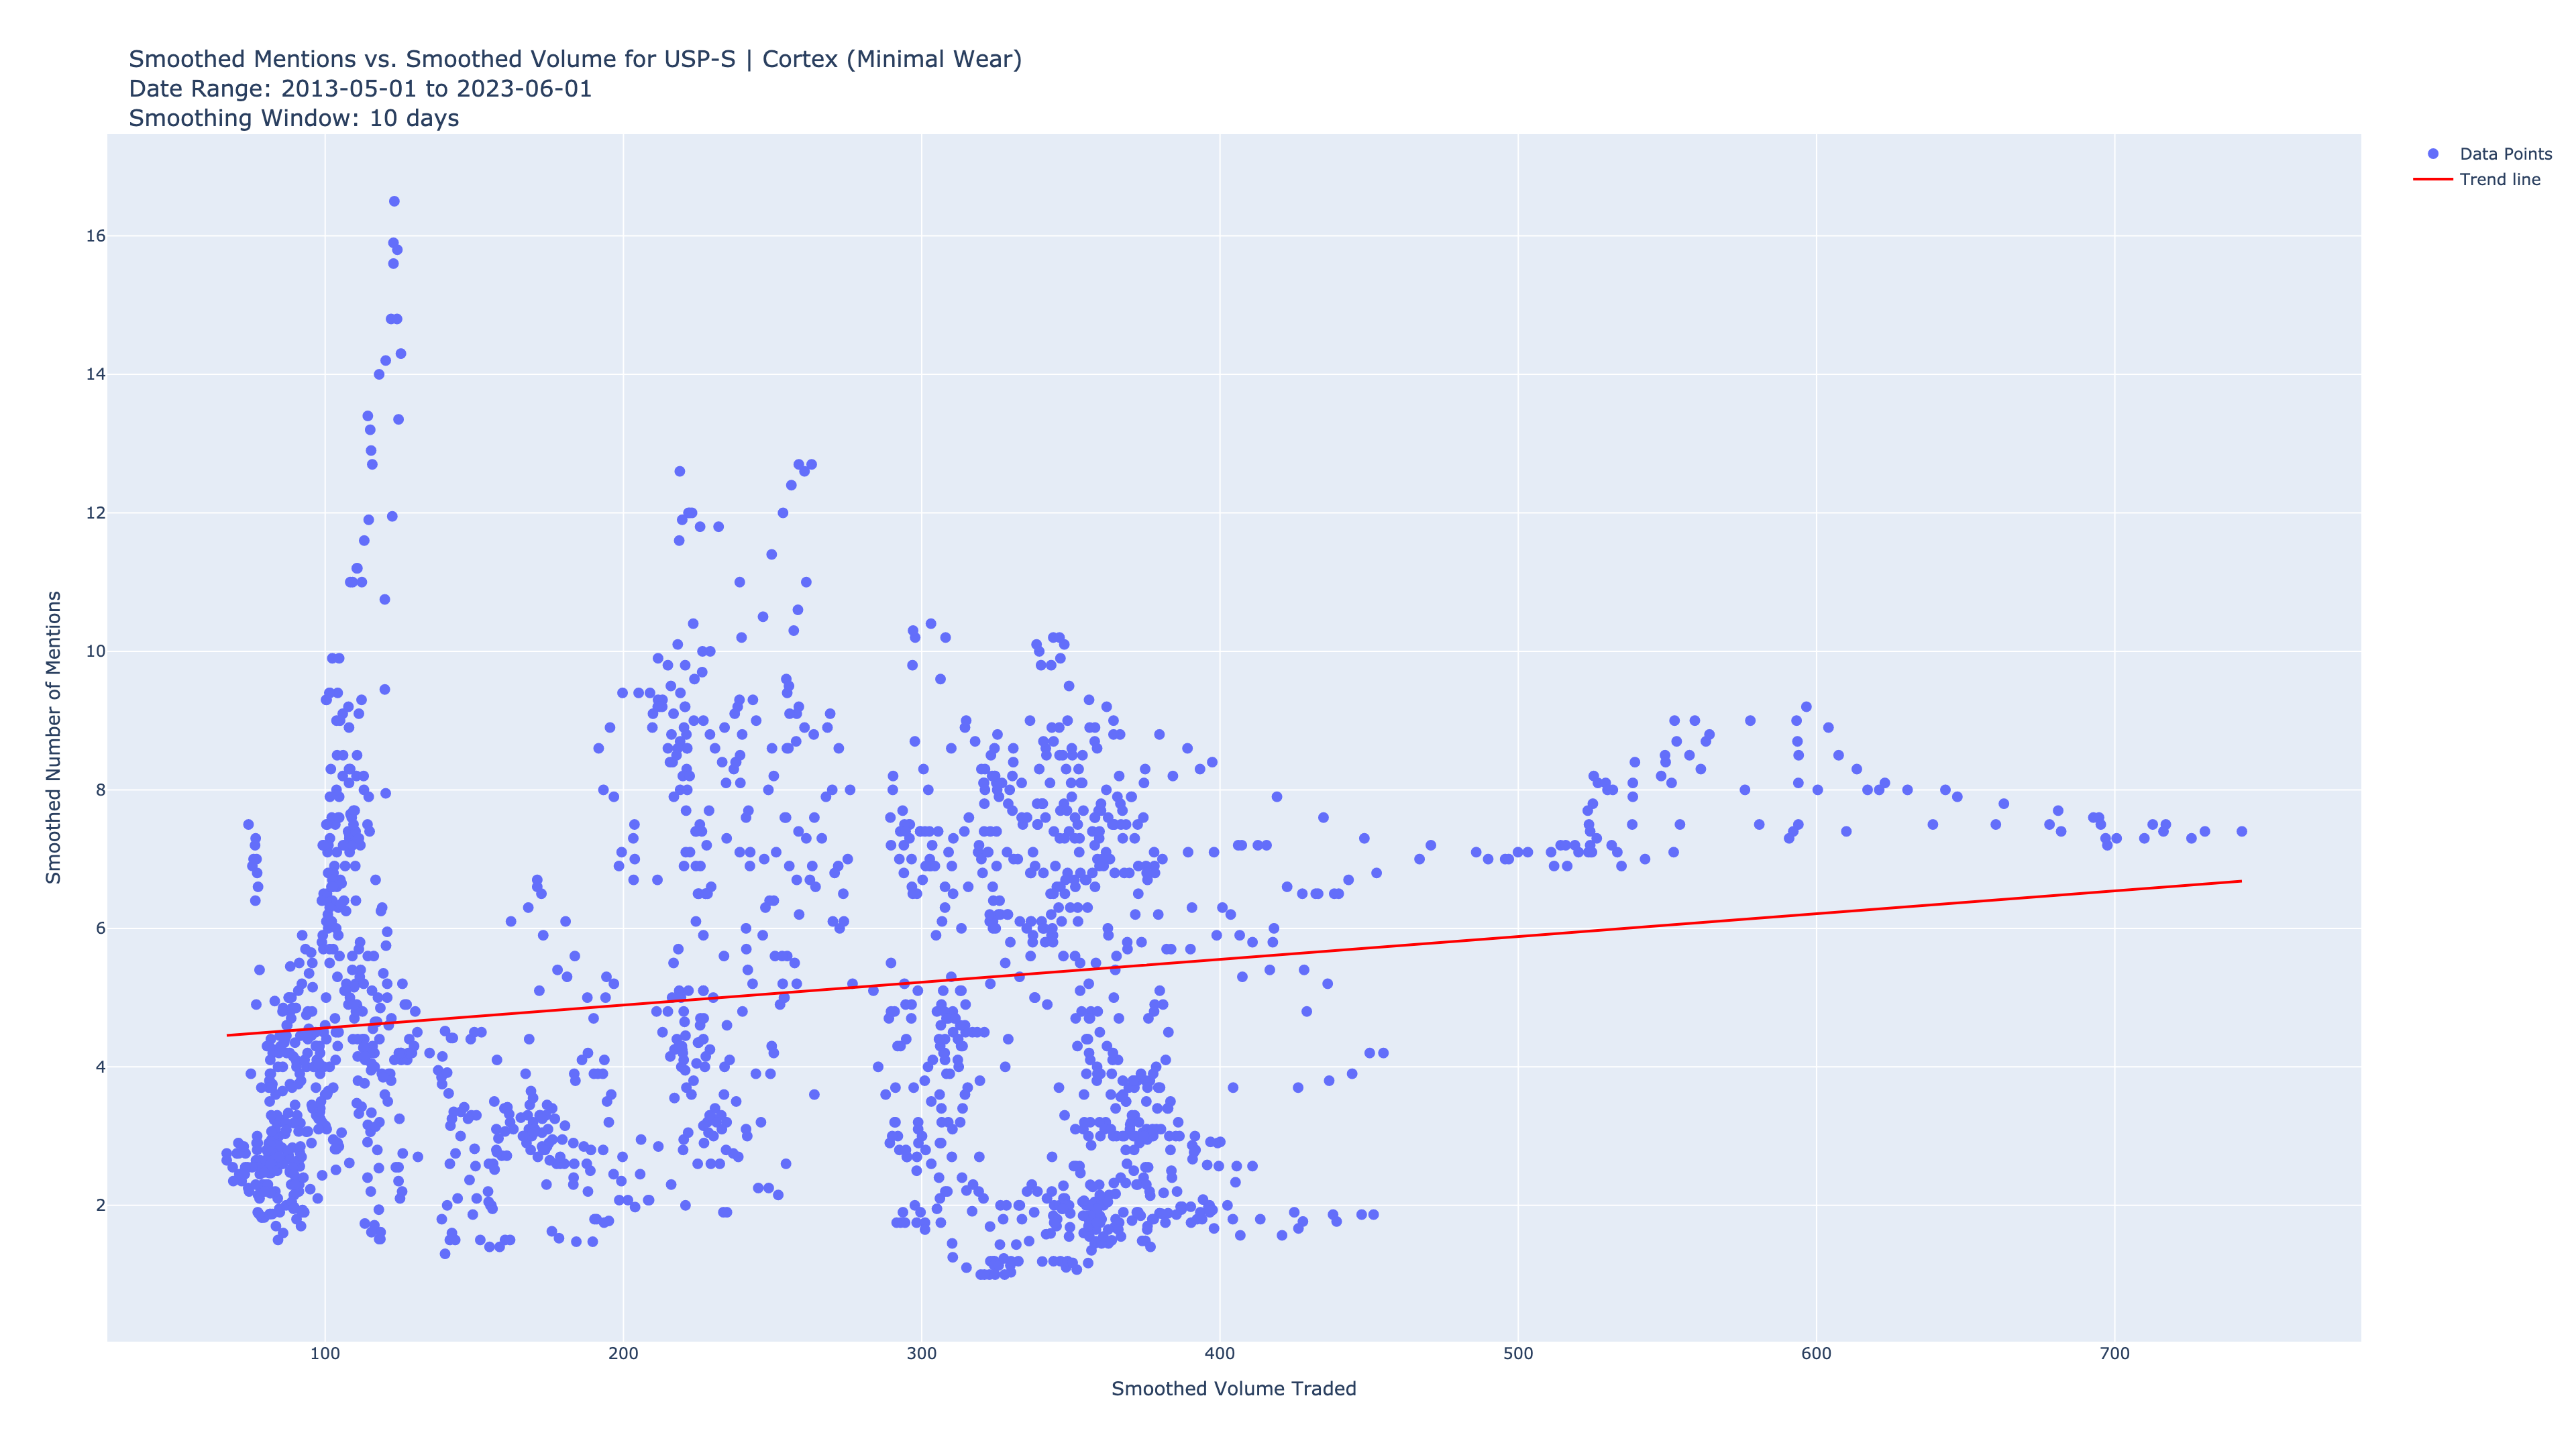 Smoothed Mentions vs. Smoothed Volume for USP-S | Cortex (Minimal Wear)
Date Range: 2013-05-01 to 2023-06-01
Smoothing Window: 10 days
Data Points
Trend line
16
14
12
10
8
6
4
2
Smoothed Number of Mentions
100
200
300
400
500
600
700
Smoothed Volume Traded